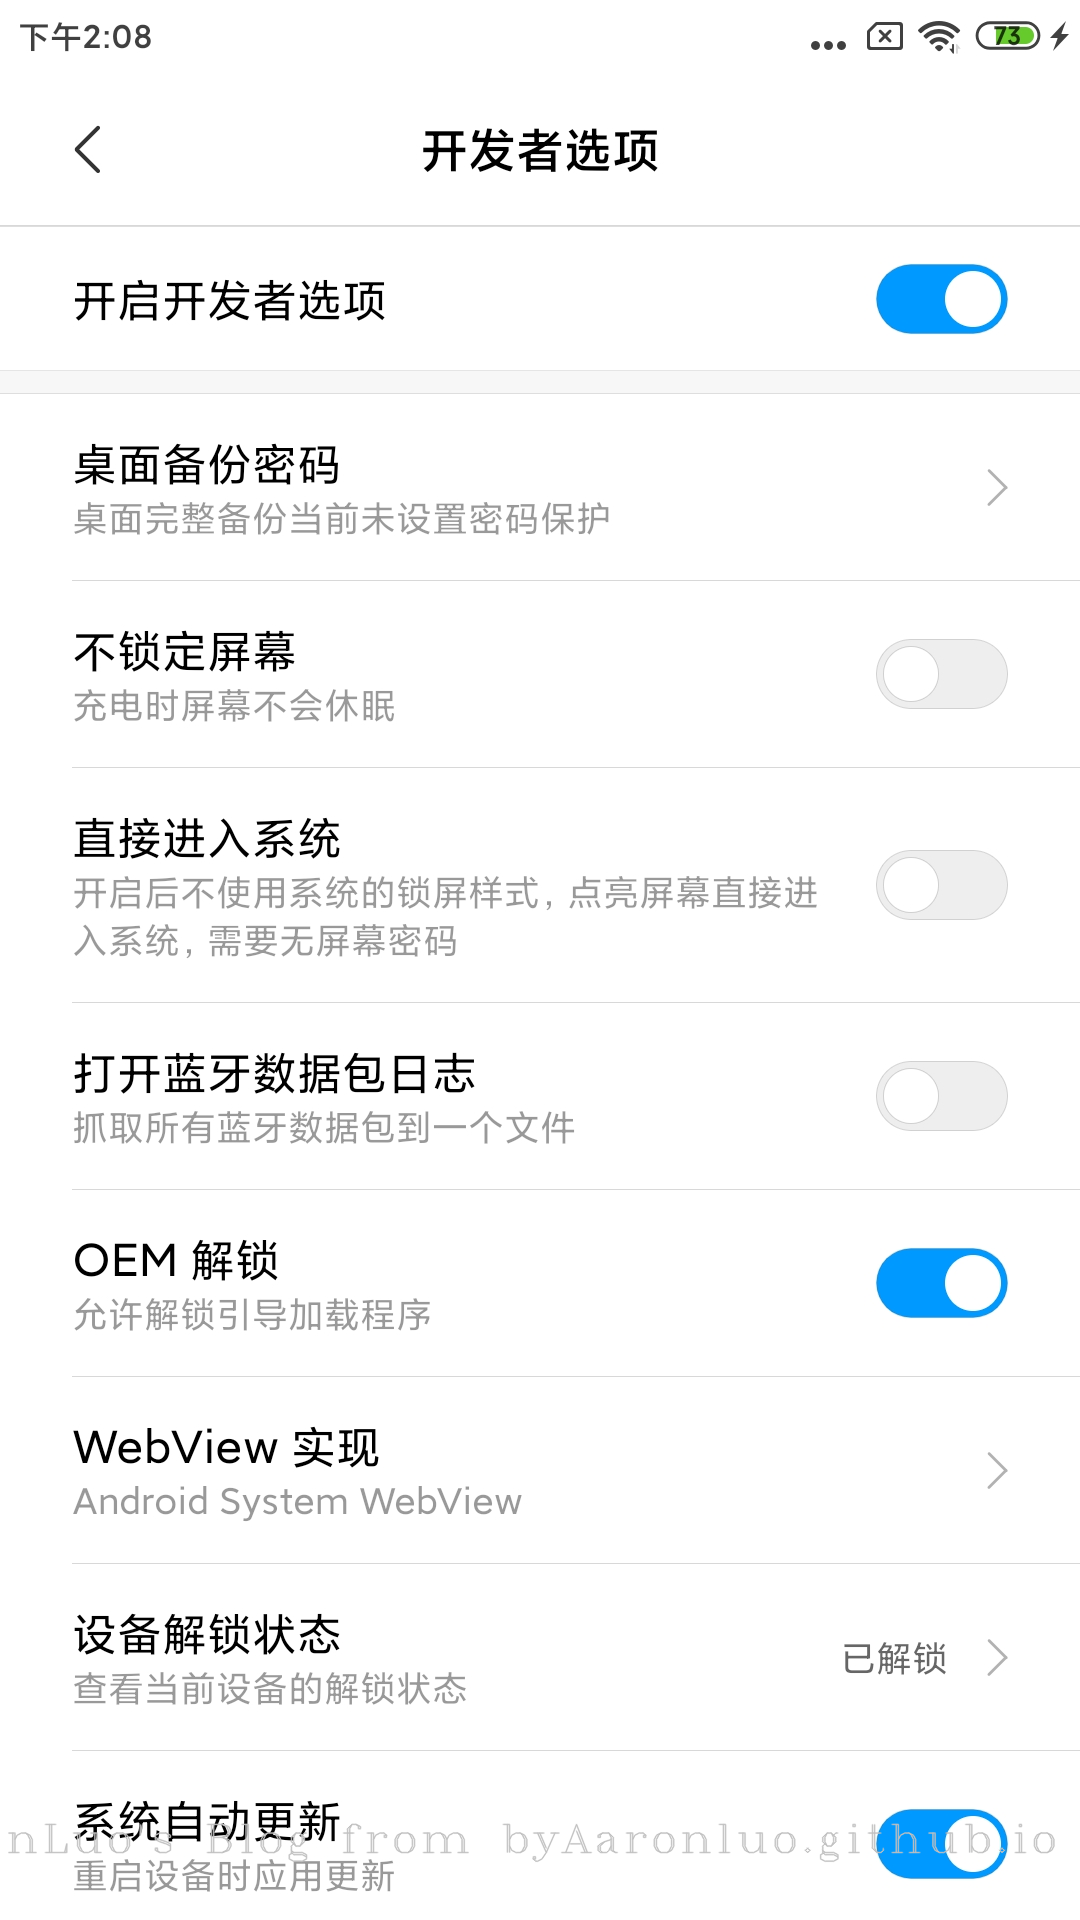 下午2:08
73
开发者选项
开启开发者选项
桌面备份密码
桌面完整备份当前未设置密码保护
不锁定屏幕
充电时屏幕不会休眠
直接进入系统
开启后不使用系统的锁屏样式，点亮屏幕直接进
入系统，需要无屏幕密码
打开蓝牙数据包日志
抓取所有蓝牙数据包到一个文件
OEM 解锁
允许解锁引导加载程序
WebView 实现
Android System WebView
设备解锁状态
已解锁
查看当前设备的解锁状态
系统自动更新
nLuo's Blog from byAaronluo.github.io
重启设备时应用更新